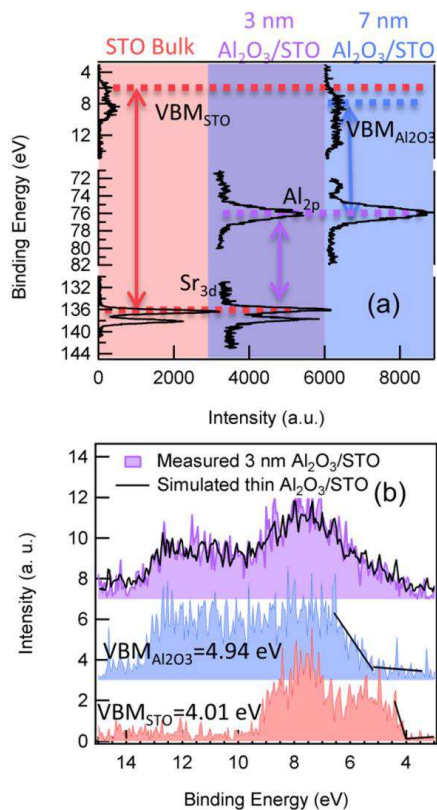 STO Bulk
3 nm
Al2O3/STO
7 nm
Al2O3/STO
4
8
14
VBMSTO
VBMAl2O3
72
74
76
78
80
82
Al2p
132
136
140
144
Sr3d
(a)
Binding Energy (eV)
0
2000
4000
6000
8000
Intensity (a.u.)
14
12
10
8
6
4
2
0
Measured 3 nm Al2O3/STO
Simulated thin Al2O3/STO
(b)
VBMAl2O3=4.94 eV
VBMSTO=4.01 eV
Intensity (a. u.)
14
12
10
8
6
4
Binding Energy (eV)